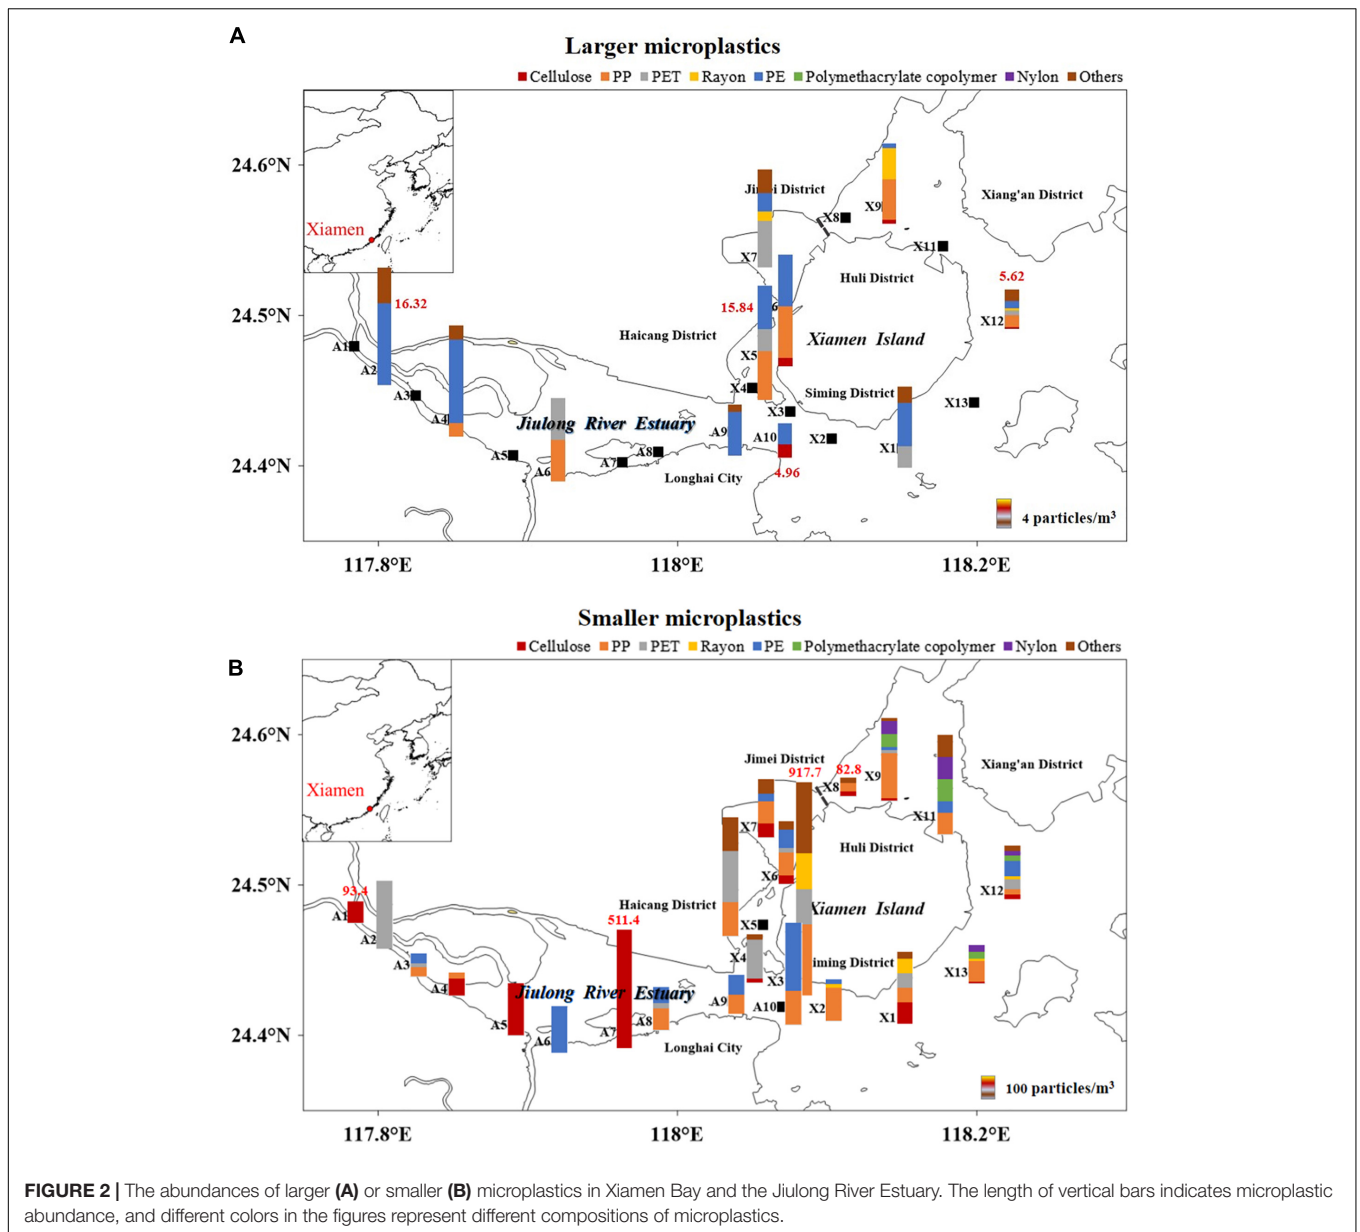 A
Larger microplastics
Cellulose PP PET Rayon PE Polymethacrylate copolymer Nylon Others
Xiamen
24.6°N
24.5°N
24.4°N
117.8°E 118°E 118.2°E
Jimei District
Xiang'an District
Huli District
Haicang District
Xiamen Island
Siming District
Jiulong River Estuary
Longhai City
X8
X9
X11
X7
5.62
16.32
15.84
6
X12
A1
A2
X5
X4
A3
X3
X13
A4
A9
A10
X2
X1
A5
A6
A7
A8
4.96
4 particles/m³
Smaller microplastics
B
Cellulose PP PET Rayon PE Polymethacrylate copolymer Nylon Others
Xiamen
24.6°N
24.5°N
24.4°N
117.8°E 118°E 118.2°E
Jimei District
Xiang'an District
917.7
82.8
X8
X9
X11
X7
Huli District
X6
X12
93.4
A1
511.4
Haicang District
Xiamen Island
X5
A2
X4
iming District
A3
X3
X13
A4
Jiulong River Estuary
A9
A10
X2
X1
A5
A6
A7
A8
Longhai City
100 particles/m³
FIGURE 2 | The abundances of larger (A) or smaller (B) microplastics in Xiamen Bay and the Jiulong River Estuary. The length of vertical bars indicates microplastic
abundance, and different colors in the figures represent different compositions of microplastics.